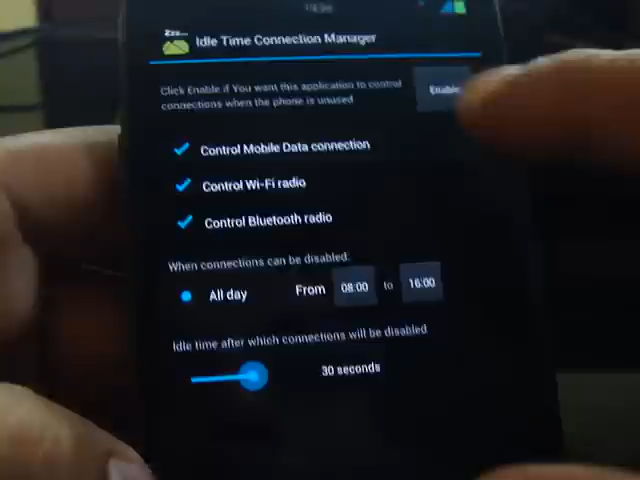 Zzz...
Idle Time Connection Manager
Click Enable if You want this application to control
connections when the phone is unused
Enable
Control Mobile Data connection
Control Wi-Fi radio
Control Bluetooth radio
When connections can be disabled:
All day From 08:00 to 16:00
Idle time after which connections will be disabled
30 seconds